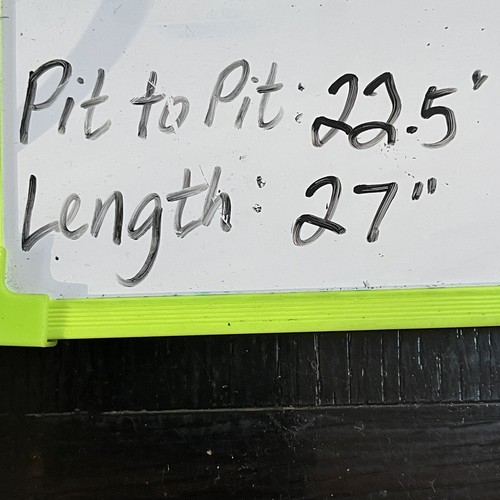 Pit to Pit: 22.5'
Length: 27"